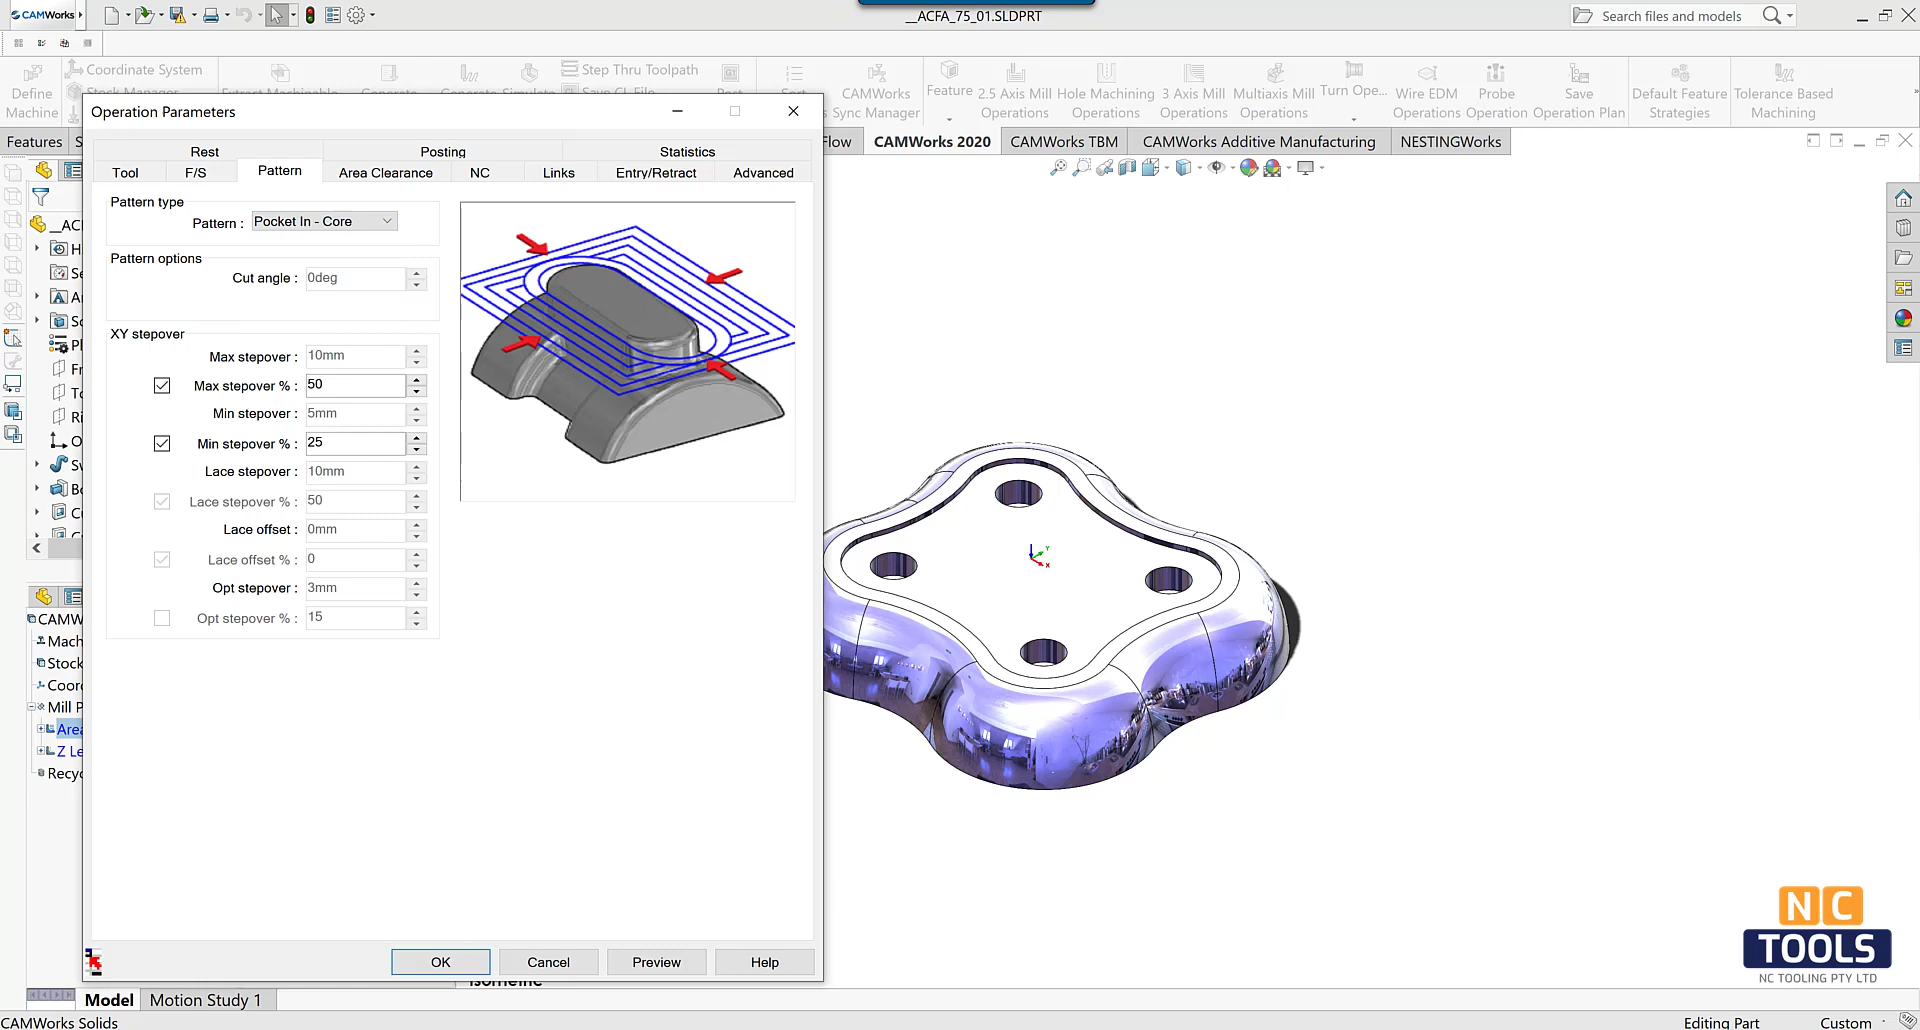 CAMWorks
__ACFA_75_01.SLDPRT
Search files and models
Coordinate System
Define
Machine
Step Thru Toolpath
CAMWorks
Sync Manager
Feature
2.5 Axis Mill
Operations
Hole Machining
Operations
3 Axis Mill
Operations
Multiaxis Mill
Operations
Turn Ope...
Wire EDM
Operations
Probe
Operation
Save
Operation Plan
Default Feature
Strategies
Tolerance Based
Machining
Features
S
Flow
CAMWorks 2020
CAMWorks TBM
CAMWorks Additive Manufacturing
NESTINGWorks
Operation Parameters
Rest
Posting
Statistics
Tool
F/S
Pattern
Area Clearance
NC
Links
Entry/Retract
Advanced
Pattern type
Pattern : Pocket In - Core
Pattern options
Cut angle : 0deg
XY stepover
Max stepover : 10mm
Max stepover % : 50
Min stepover : 5mm
Min stepover % : 25
Lace stepover : 10mm
Lace stepover % : 50
Lace offset : 0mm
Lace offset % : 0
Opt stepover : 3mm
Opt stepover % : 15
OK
Cancel
Preview
Help
CAMW
Mach
Stock
Coor
Mill P
Area
Z Le
Recyc
Y
X
NC
TOOLS
NC TOOLING PTY LTD
Isometric
Model
Motion Study 1
CAMWorks Solids
Editing Part
Custom